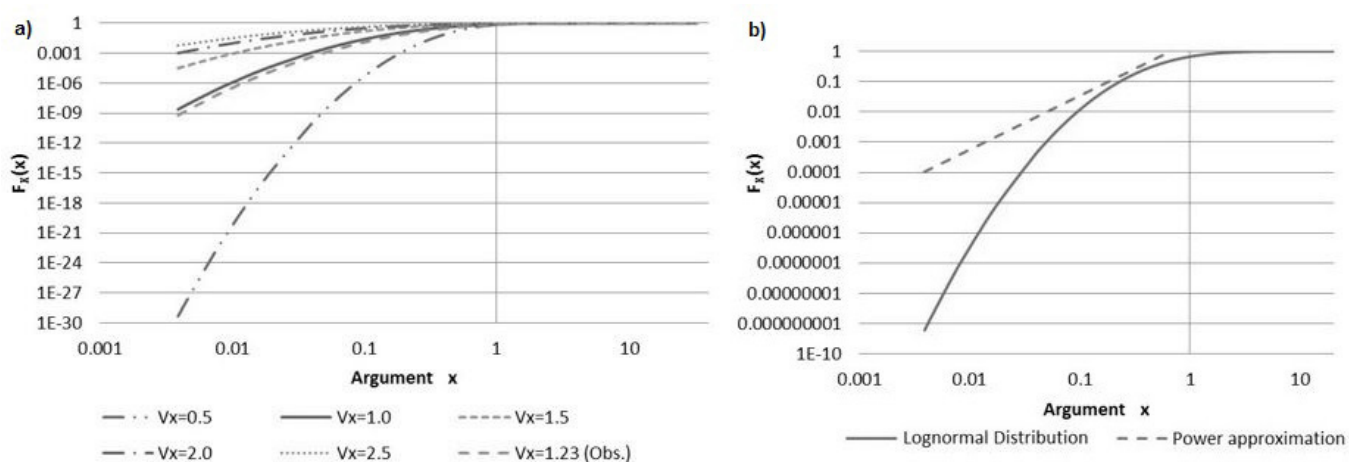 a)
1
0.001
1E-06
1E-09
1E-12
1E-15
1E-18
1E-21
1E-24
1E-27
1E-30
F_X(x)
0.001 0.01 0.1 1 10
Argument x
Vx=0.5 Vx=1.0 Vx=1.5
Vx=2.0 Vx=2.5 Vx=1.23 (Obs.)
b)
1
0.1
0.01
0.001
0.0001
0.00001
0.000001
0.0000001
0.00000001
0.000000001
1E-10
F_X(x)
0.001 0.01 0.1 1 10
Argument x
Lognormal Distribution Power approximation